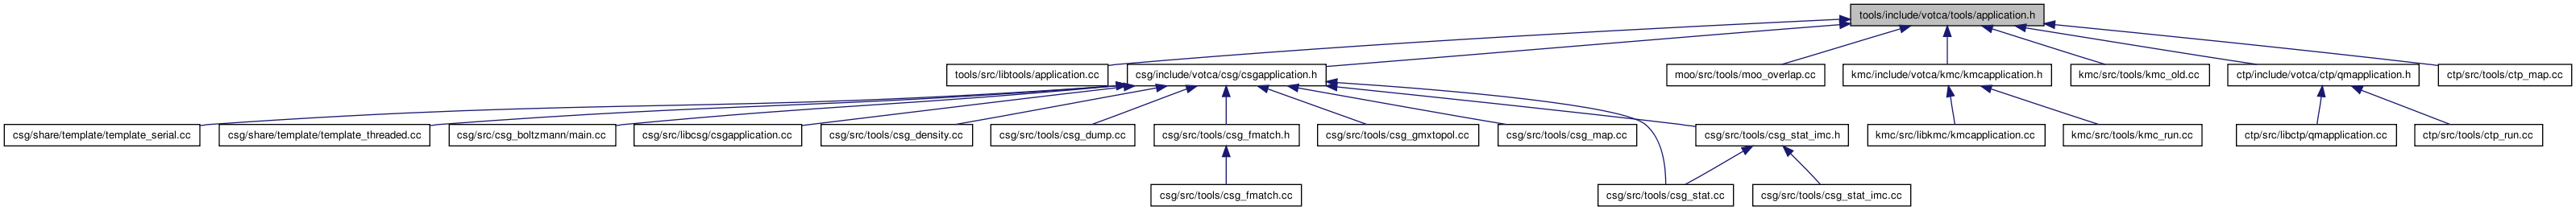 tools/include/votca/tools/application.h
tools/src/libtools/application.cc
csg/include/votca/csg/csgapplication.h
moo/src/tools/moo_overlap.cc
kmc/include/votca/kmc/kmcapplication.h
kmc/src/tools/kmc_old.cc
ctp/include/votca/ctp/qmapplication.h
ctp/src/tools/ctp_map.cc
csg/share/template/template_serial.cc
csg/share/template/template_threaded.cc
csg/src/csg_boltzmann/main.cc
csg/src/libcsg/csgapplication.cc
csg/src/tools/csg_density.cc
csg/src/tools/csg_dump.cc
csg/src/tools/csg_fmatch.h
csg/src/tools/csg_gmxtopol.cc
csg/src/tools/csg_map.cc
csg/src/tools/csg_stat_imc.h
kmc/src/libkmc/kmcapplication.cc
kmc/src/tools/kmc_run.cc
ctp/src/libctp/qmapplication.cc
ctp/src/tools/ctp_run.cc
csg/src/tools/csg_fmatch.cc
csg/src/tools/csg_stat.cc
csg/src/tools/csg_stat_imc.cc